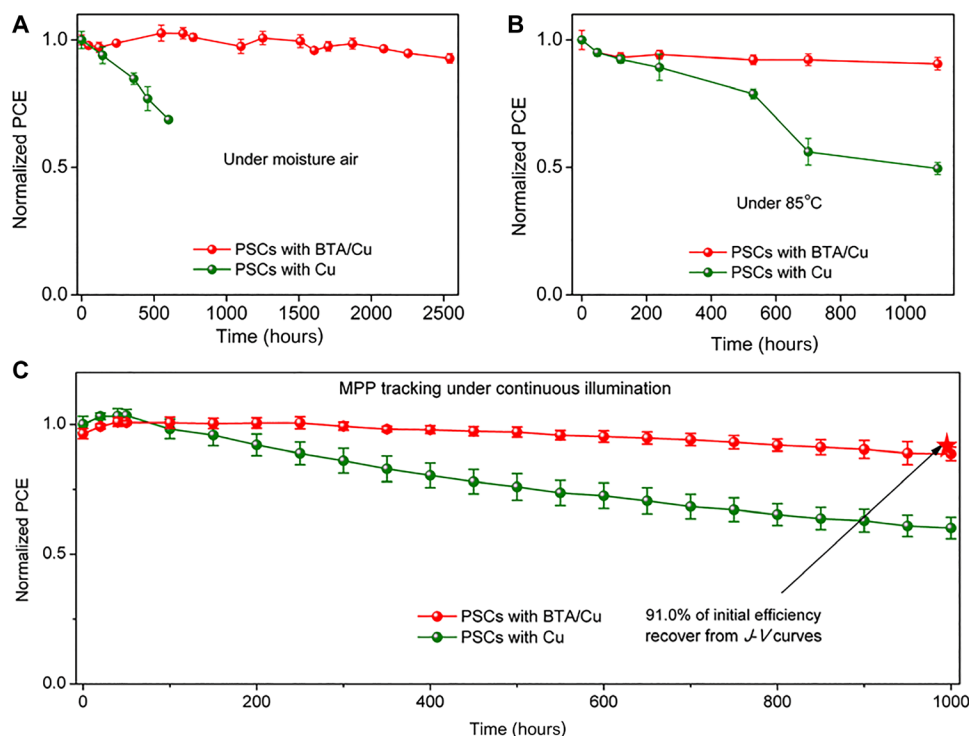 A
1.0
0.5
0.0
Normalized PCE
Under moisture air
PSCs with BTA/Cu
PSCs with Cu
0 500 1000 1500 2000 2500
Time (hours)
B
1.0
0.5
0.0
Normalized PCE
Under 85°C
PSCs with BTA/Cu
PSCs with Cu
0 200 400 600 800 1000
Time (hours)
C
MPP tracking under continuous illumination
1.0
0.5
0.0
Normalized PCE
PSCs with BTA/Cu
PSCs with Cu
91.0% of initial efficiency
recover from J-V curves
0 200 400 600 800 1000
Time (hours)